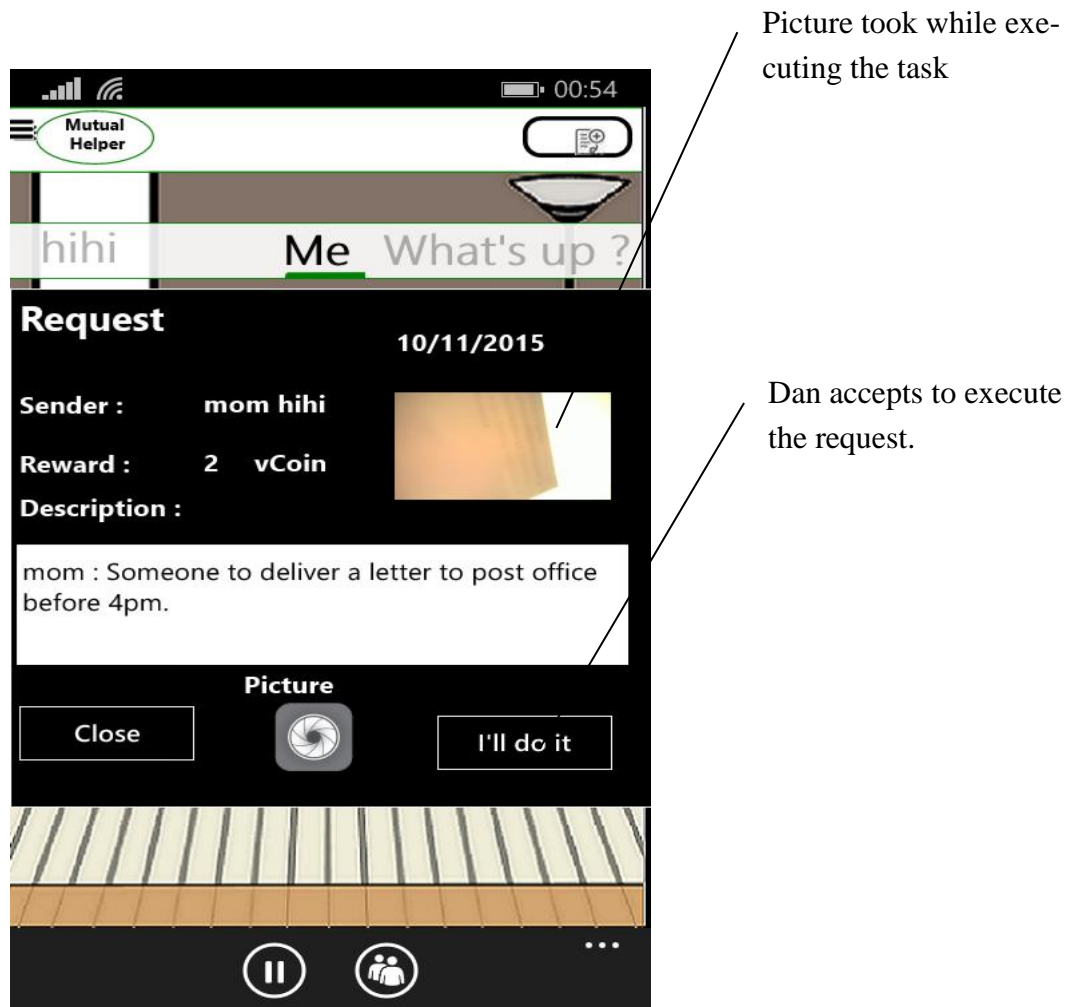 Picture took while exe-
cuting the task
00:54
Mutual
Helper
hihi Me What's up ?
Request
10/11/2015
Sender : mom hihi
Reward : 2 vCoin
Description :
mom : Someone to deliver a letter to post office
before 4pm.
Dan accepts to execute
the request.
Picture
Close
I'll do it